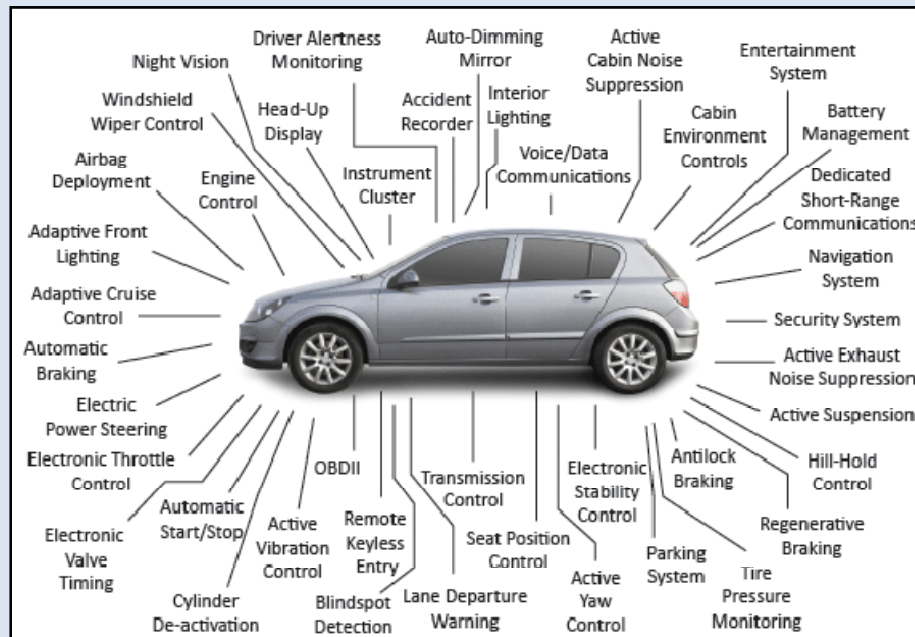 Driver Alertness
Monitoring
Auto-Dimming
Mirror
Active
Cabin Noise
Suppression
Entertainment
System
Night Vision
Windshield
Wiper Control
Head-Up
Display
Accident
Recorder
Interior
Lighting
Cabin
Environment
Controls
Battery
Management
Airbag
Deployment
Engine
Control
Instrument
Cluster
Voice/Data
Communications
Dedicated
Short-Range
Communications
Adaptive Front
Lighting
Navigation
System
Adaptive Cruise
Control
Security System
Automatic
Braking
Active Exhaust
Noise Suppression
Electric
Power Steering
Active Suspension
Electronic Throttle
Control
OBDII
Transmission
Control
Electronic
Stability
Control
Antilock
Braking
Hill-Hold
Control
Electronic
Valve
Timing
Automatic
Start/Stop
Active
Vibration
Control
Remote
Keyless
Entry
Seat Position
Control
Parking
System
Regenerative
Braking
Cylinder
De-activation
Blindspot
Detection
Lane Departure
Warning
Active
Yaw
Control
Tire
Pressure
Monitoring